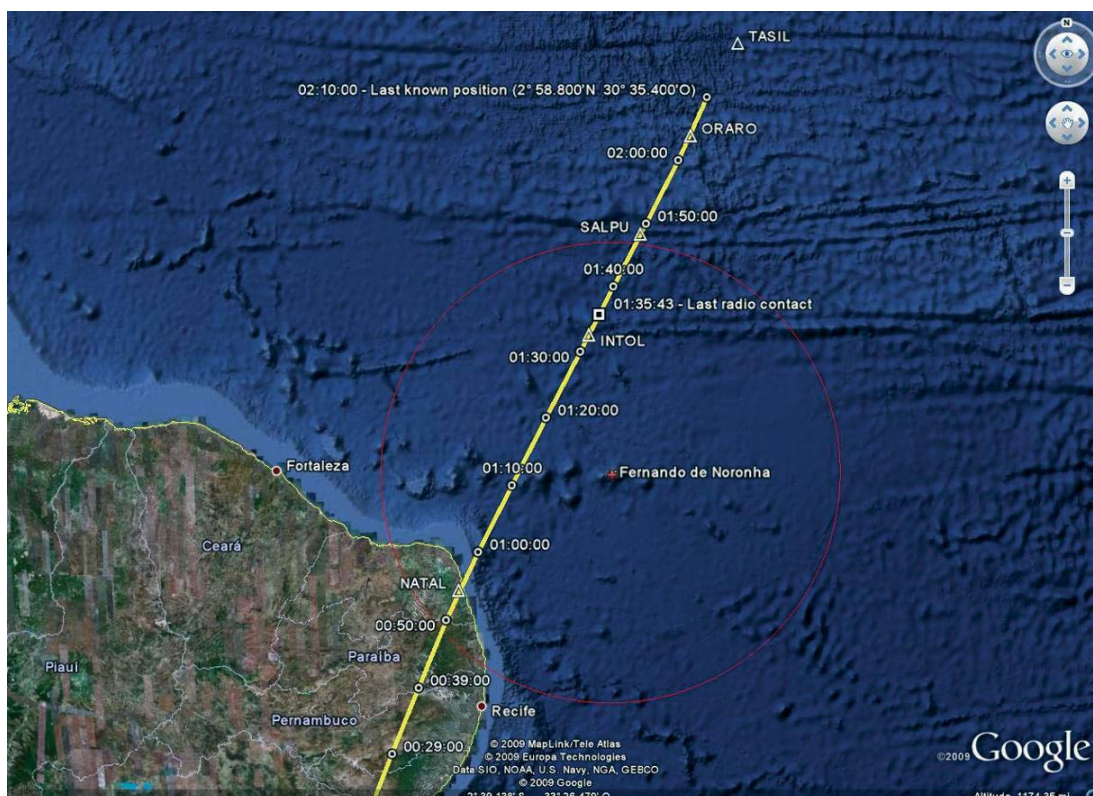 N
TASIL
02:10:00 - Last known position (2° 58.800'N 30° 35.400'O)
ORARO
02:00:00
01:50:00
SALPU
01:40:00
01:35:43 - Last radio contact
INTOL
01:30:00
01:20:00
Fortaleza
01:10:00
Fernando de Noronha
Ceará
01:00:00
NATAL
00:50:00
Paraíba
Piauí
00:39:00
Recife
Pernambuco
00:29:00
© 2009 MapLink/Tele Atlas
© 2009 Europa Technologies
Data SIO, NOAA, U.S. Navy, NGA, GEBCO
© 2009 Google
©2009 Google